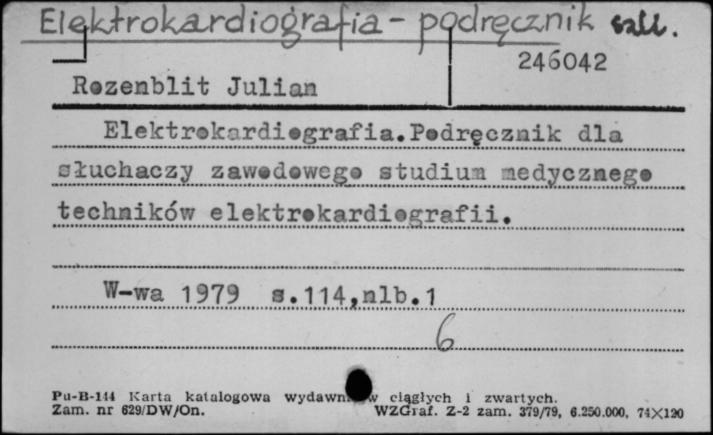 Elektrokardiografia - podręcznik szll.
246042
Rozenblit Julian
Elektrokardiografia.Podręcznik dla
słuchaczy zawodowego studium medycznego
techników elektrokardiografii.
W-wa 1979 s.114,nlb.1
6
Pu-B-144 Karta katalogowa wydawn w ciągłych i zwartych.
Zam. nr 629/DW/On. WZGraf. Z-2 zam. 379/79, 6.250.000, 74X120